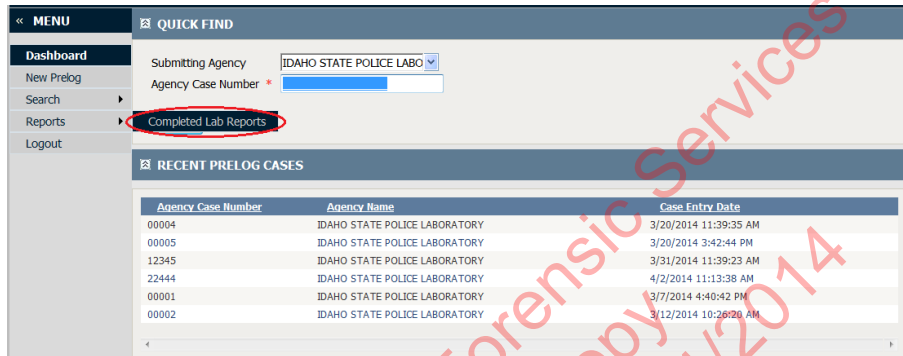 « MENU
Dashboard
New Prelog
Search
Reports
Logout
QUICK FIND
Submitting Agency IDAHO STATE POLICE LABO
Agency Case Number *
Completed Lab Reports
RECENT PRELOG CASES
Agency Case Number Agency Name Case Entry Date
00004 IDAHO STATE POLICE LABORATORY 3/20/2014 11:39:35 AM
00005 IDAHO STATE POLICE LABORATORY 3/20/2014 3:42:44 PM
12345 IDAHO STATE POLICE LABORATORY 3/31/2014 11:39:23 AM
22444 IDAHO STATE POLICE LABORATORY 4/2/2014 11:13:38 AM
00001 IDAHO STATE POLICE LABORATORY 3/7/2014 4:40:42 PM
00002 IDAHO STATE POLICE LABORATORY 3/12/2014 10:26:20 AM
Forensic Services